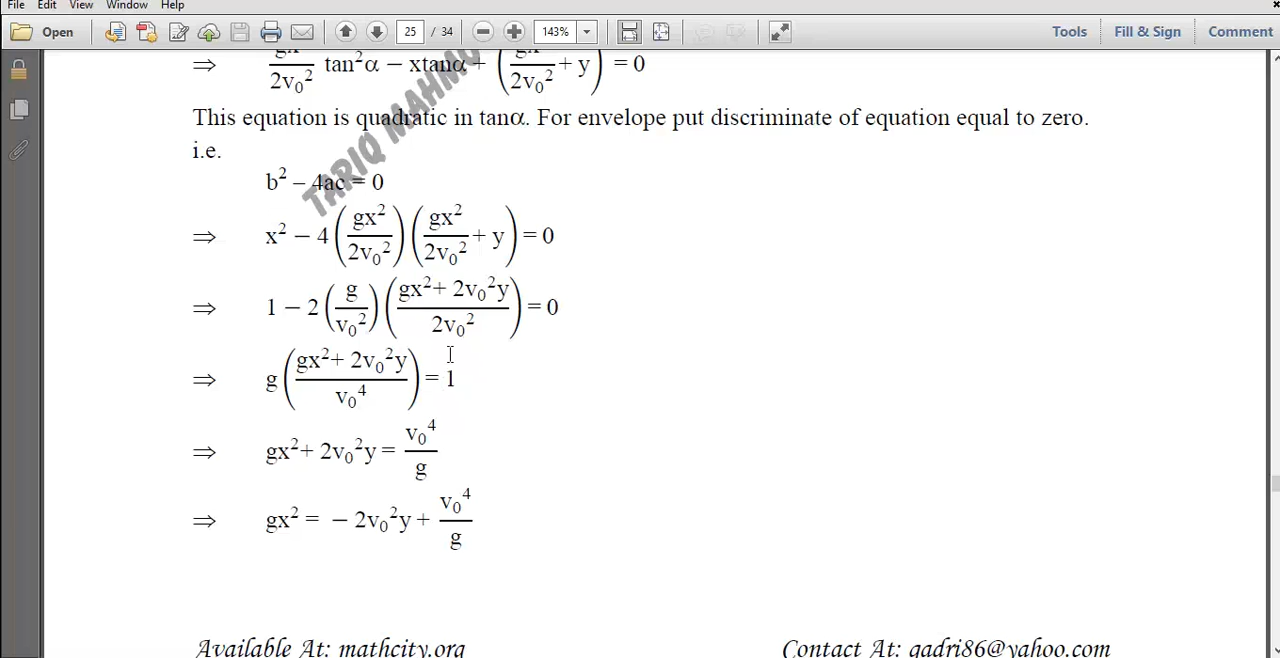 File Edit View Window Help
Open 25 / 34 143% Tools Fill & Sign Comment
⇒ gx²/2v₀² tan²α − xtanα + (gx²/2v₀² + y) = 0
TARIQ MAHMO
This equation is quadratic in tanα. For envelope put discriminate of equation equal to zero.
i.e.
b² – 4ac = 0
⇒ x² – 4 (gx²/2v₀²) (gx²/2v₀² + y) = 0
⇒ 1 – 2 (g/v₀²) (gx² + 2v₀²y/2v₀²) = 0
⇒ g (gx² + 2v₀²y/v₀⁴) = 1
⇒ gx² + 2v₀²y = v₀⁴/g
⇒ gx² = – 2v₀²y + v₀⁴/g
Available At: mathcity.org Contact At: qadri86@yahoo.com